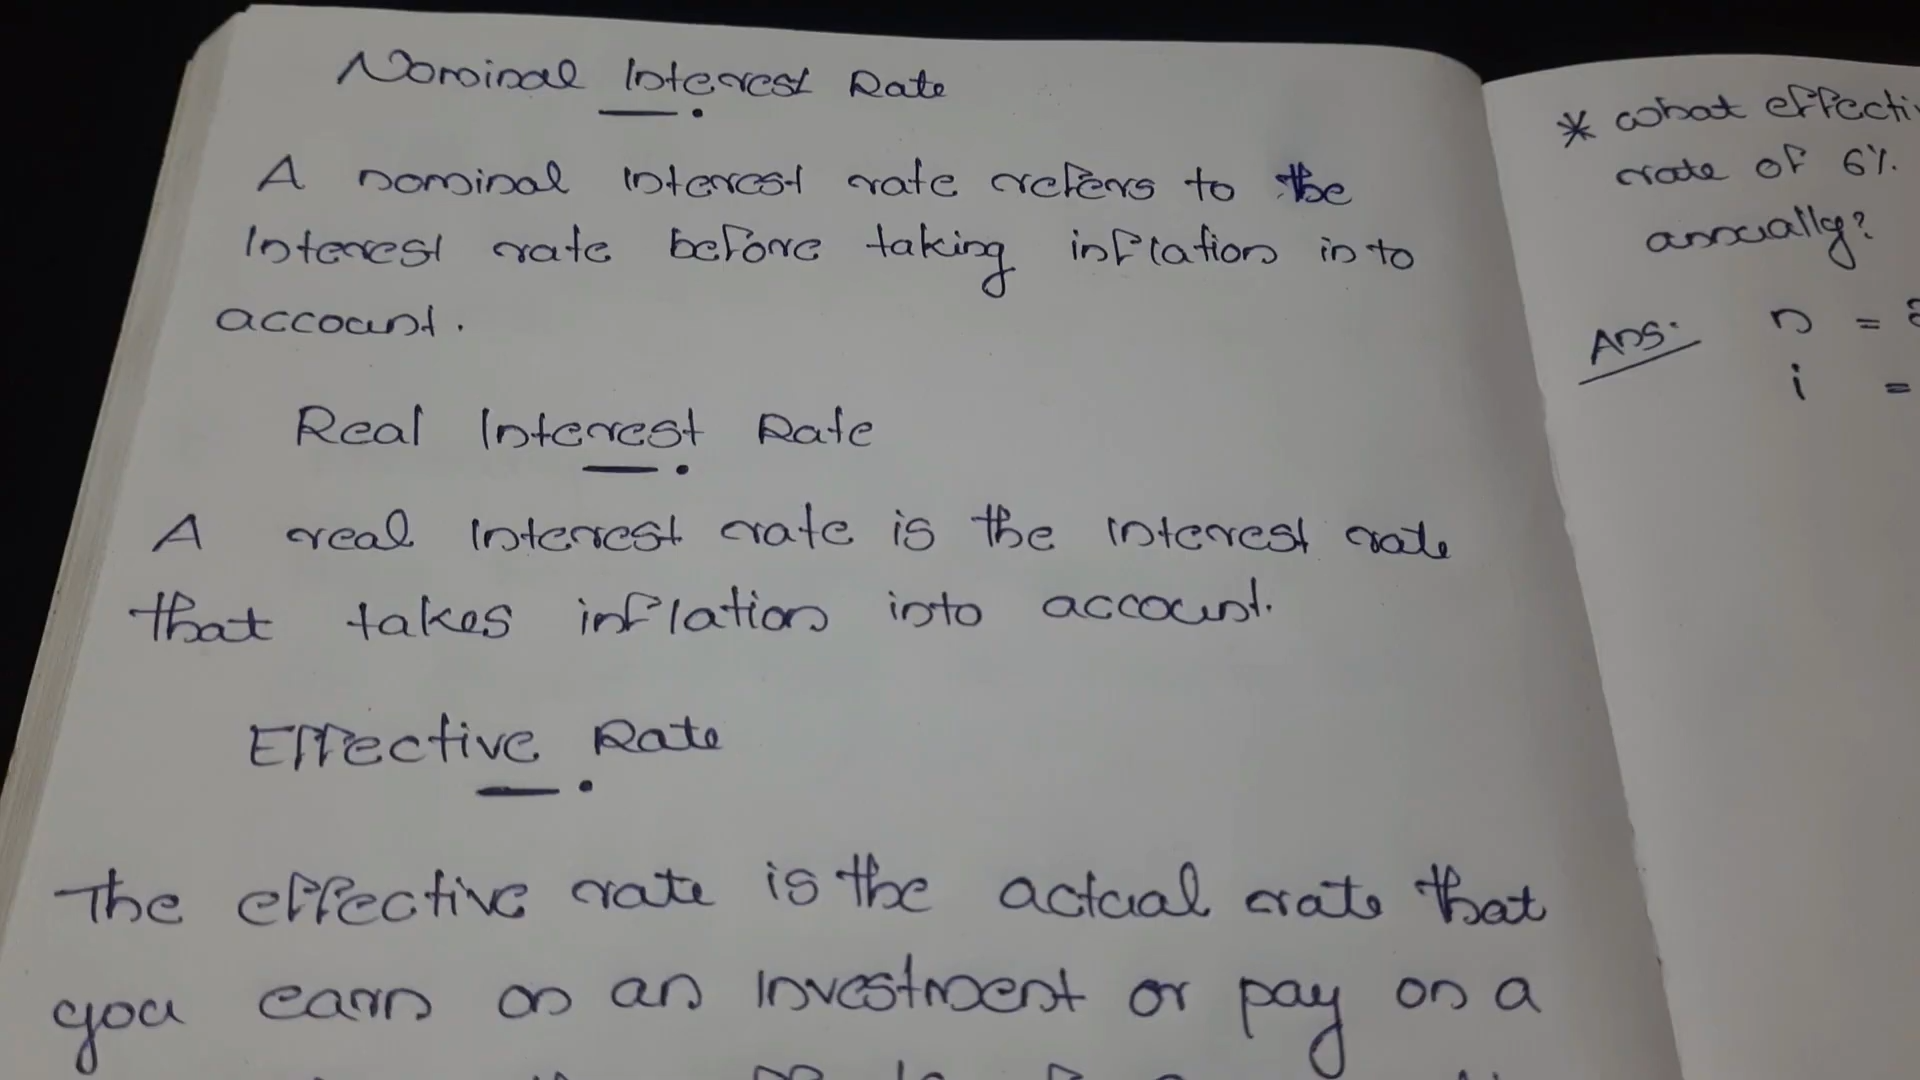 Nominal Interest Rate
A nominal interest rate refers to the
Interest rate before taking inflation into
account.
Real Interest Rate
A real interest rate is the interest rate
that takes inflation into account.
Effective Rate
The effective rate is the actual rate that
you earn on an investment or pay on a
* what
rate of 6%.
annually?
Ans:- n =
i =